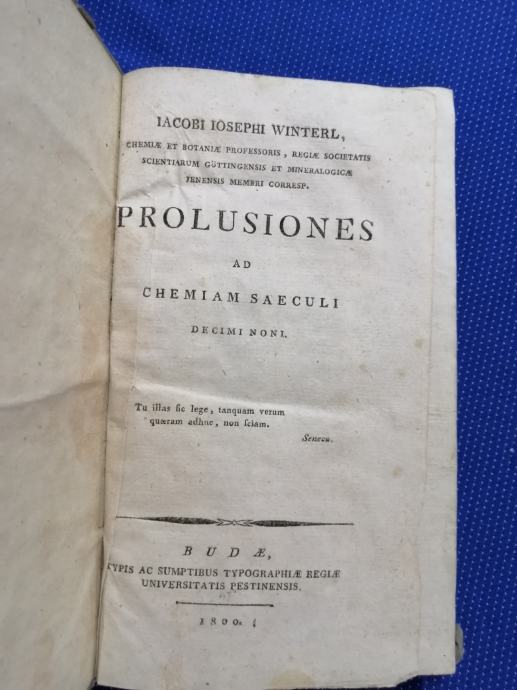 IACOBI IOSEPHI WINTERL,
CHEMIÆ ET BOTANIÆ PROFESSORIS, REGIÆ SOCIETATIS
SCIENTIARUM GÖTTINGENSIS ET MINERALOGICÆ
JENENSIS MEMBRI CORRESP.
PROLUSIONES
AD
CHEMIAM SAECULI
DECIMI NONI.
Tu illas ſic lege, tanquam verum
quæram adhuc, non ſciam.
Seneca.
BUDÆ,
TYPIS AC SUMPTIBUS TYPOGRAPHIÆ REGIÆ
UNIVERSITATIS PESTINENSIS.
1800.